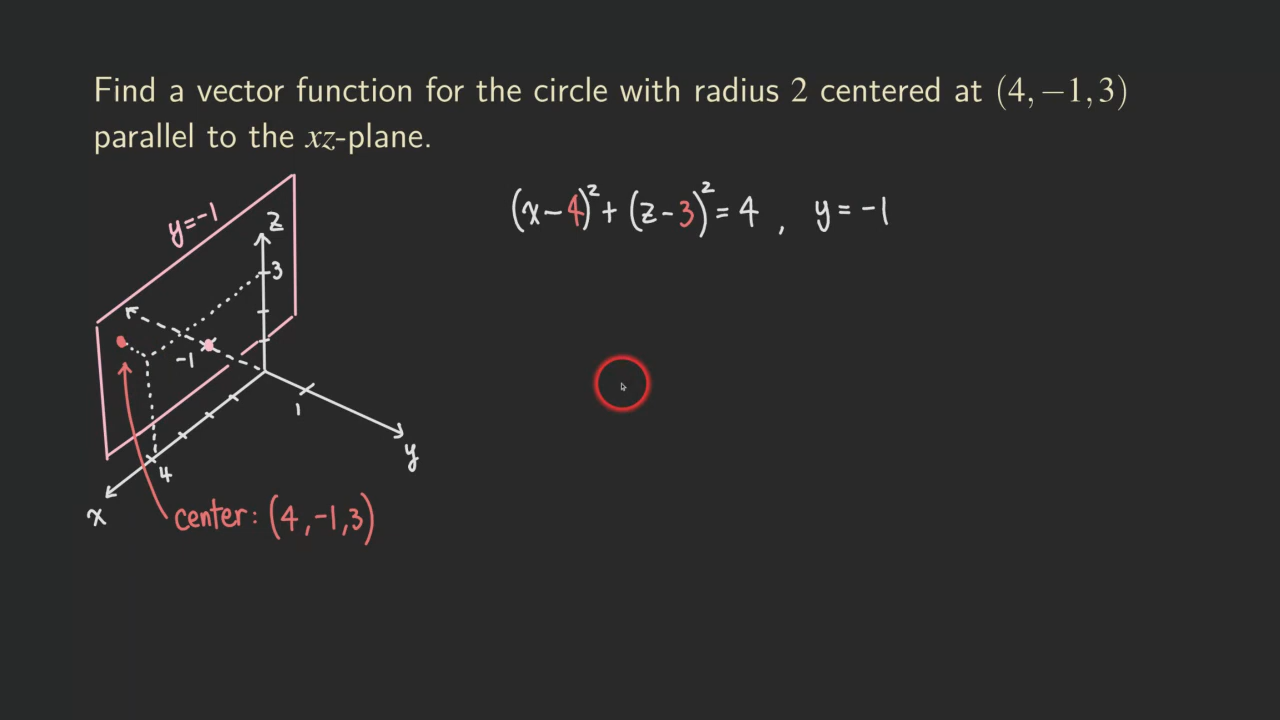 Find a vector function for the circle with radius 2 centered at (4, −1, 3)
parallel to the xz-plane.
(x-4)²+(z-3)²=4 , y=-1
y=-1
z
3
-1
1
y
4
x
center: (4,-1,3)